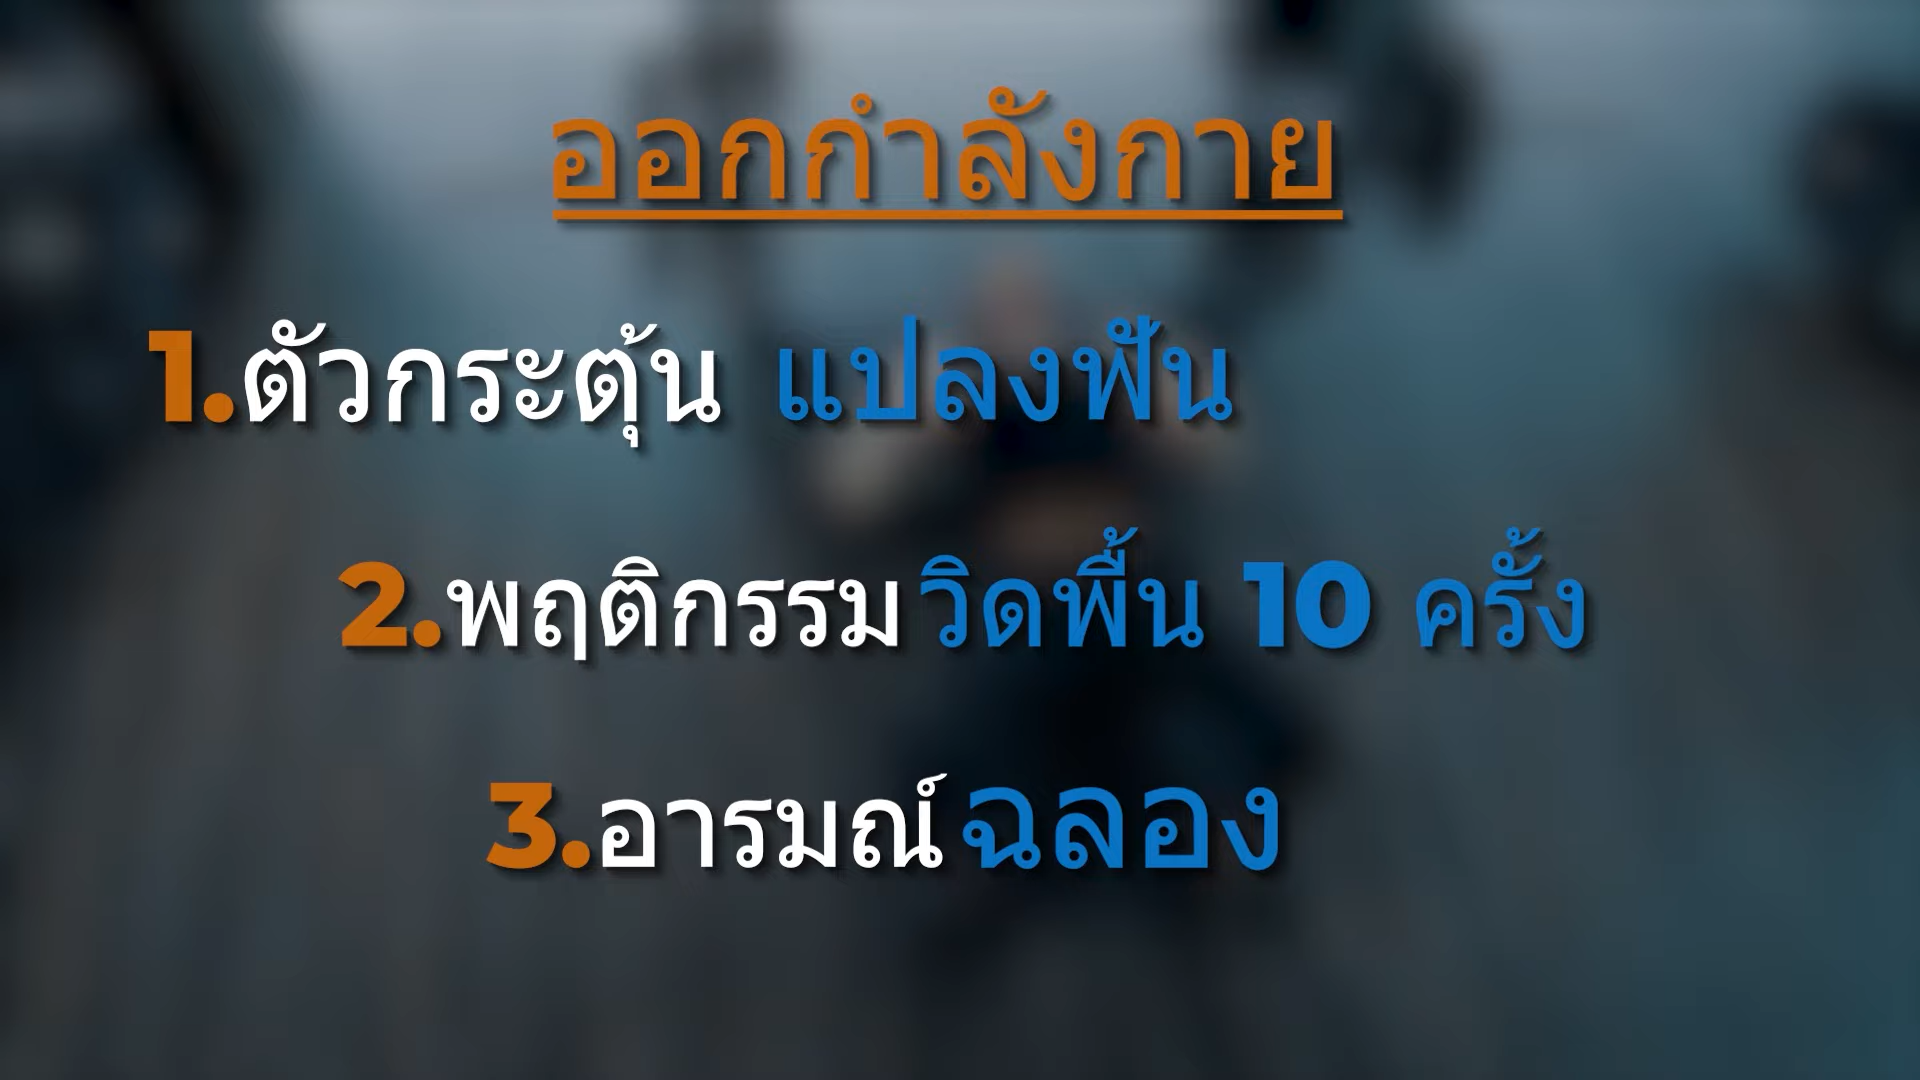 ออกกำลังกาย
1.ตัวกระตุ้น แปลงฟัน
2.พฤติกรรม วิดพื้น 10 ครั้ง
3.อารมณ์ ฉลอง